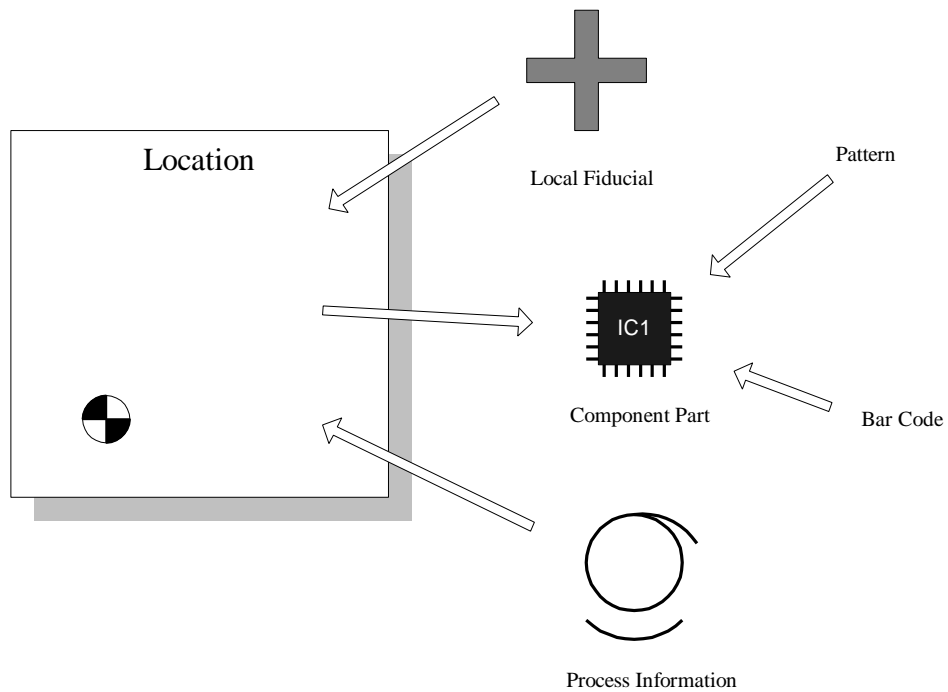 Location
Local Fiducial
Pattern
IC1
Component Part
Bar Code
Process Information